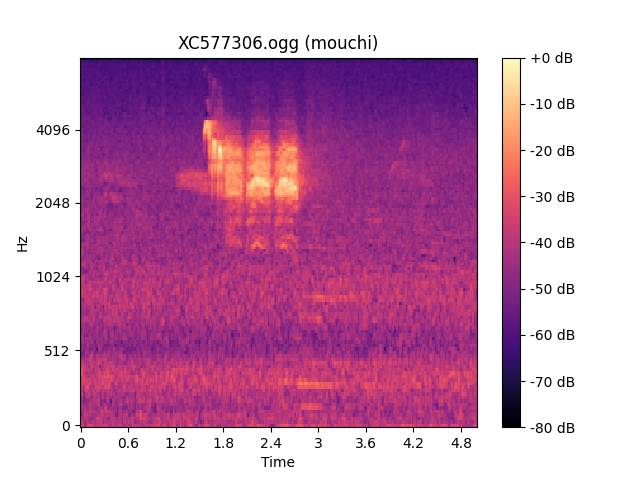 XC577306.ogg (mouchi)
Hz
4096
2048
1024
512
0
0 0.6 1.2 1.8 2.4 3 3.6 4.2 4.8
Time
+0 dB
-10 dB
-20 dB
-30 dB
-40 dB
-50 dB
-60 dB
-70 dB
-80 dB